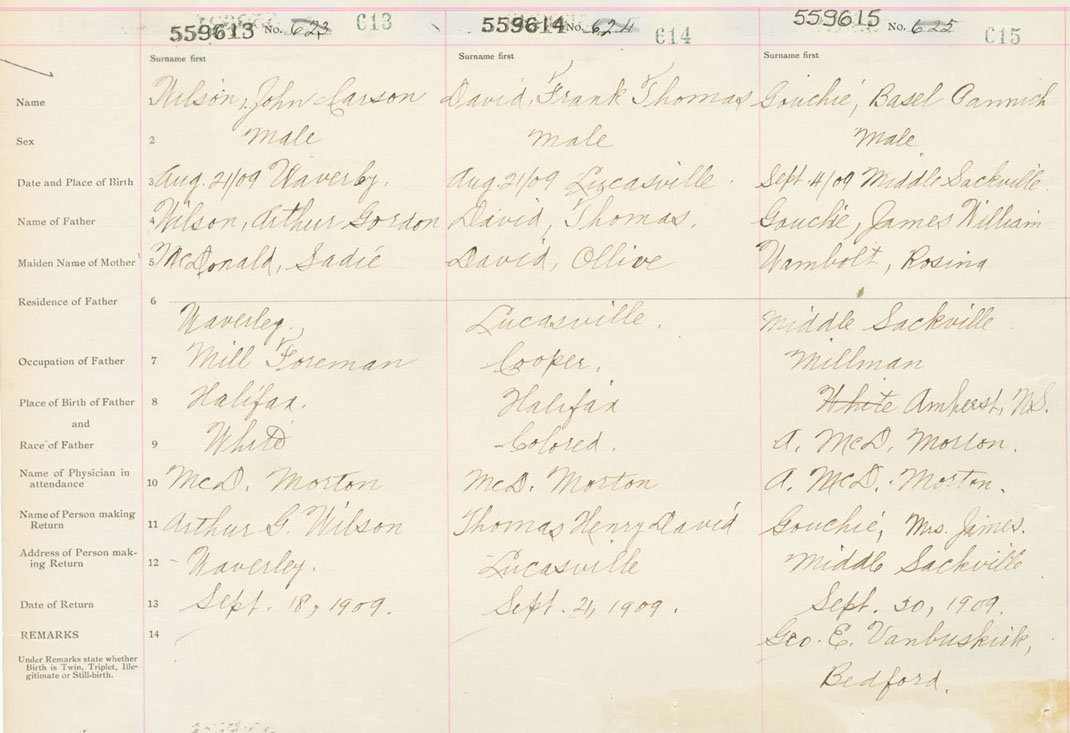 559613 No. 623 C13 559614 No. 624 C14 559615 No. 625 C15
Surname first Surname first Surname first
Name 1 Wilson, John Carson David, Frank Thomas Gouchie, Basel
Sex 2 Male Male Male
Date and Place of Birth 3 Aug. 21/09 Waverly. Aug. 21/09 Lucasville. Sept. 4/09 Middle Sackville
Name of Father 4 Wilson, Arthur Gordon David, Thomas. Gouchie, James William
Maiden Name of Mother 5 McDonald, Sadie David, Ollive Wambolt, Rosina
Residence of Father 6
Waverley., Lucasville. Middle Sackville
Occupation of Father 7 Mill Foreman Cooper. Millman
Place of Birth of Father 8 Halifax. Halifax White Amherst, N.S.
and
Race of Father 9 White Colored. A. McD. Morton.
Name of Physician in
attendance 10 McD. Morton McD. Morton A. McD. Morton.
Name of Person making
Return 11 Arthur G. Wilson Thomas Henry David Gouchie, Mrs. James.
Address of Person mak-
ing Return 12 Waverley. Lucasville Middle Sackville
Date of Return 13 Sept. 18, 1909. Sept. 21, 1909. Sept. 30, 1909.
REMARKS 14 Geo. E. Vanbuskirk,
Under Remarks state whether
Birth is Twin, Triplet, Ille-
gitimate or Still-birth.
Bedford.